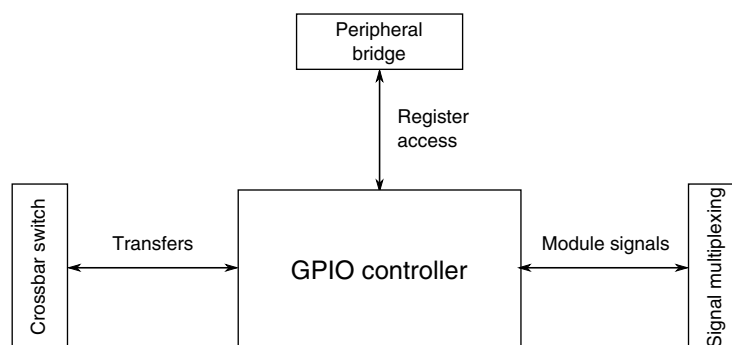 Peripheral
bridge
Register
access
Crossbar switch
Transfers
GPIO controller
Module signals
Signal multiplexing